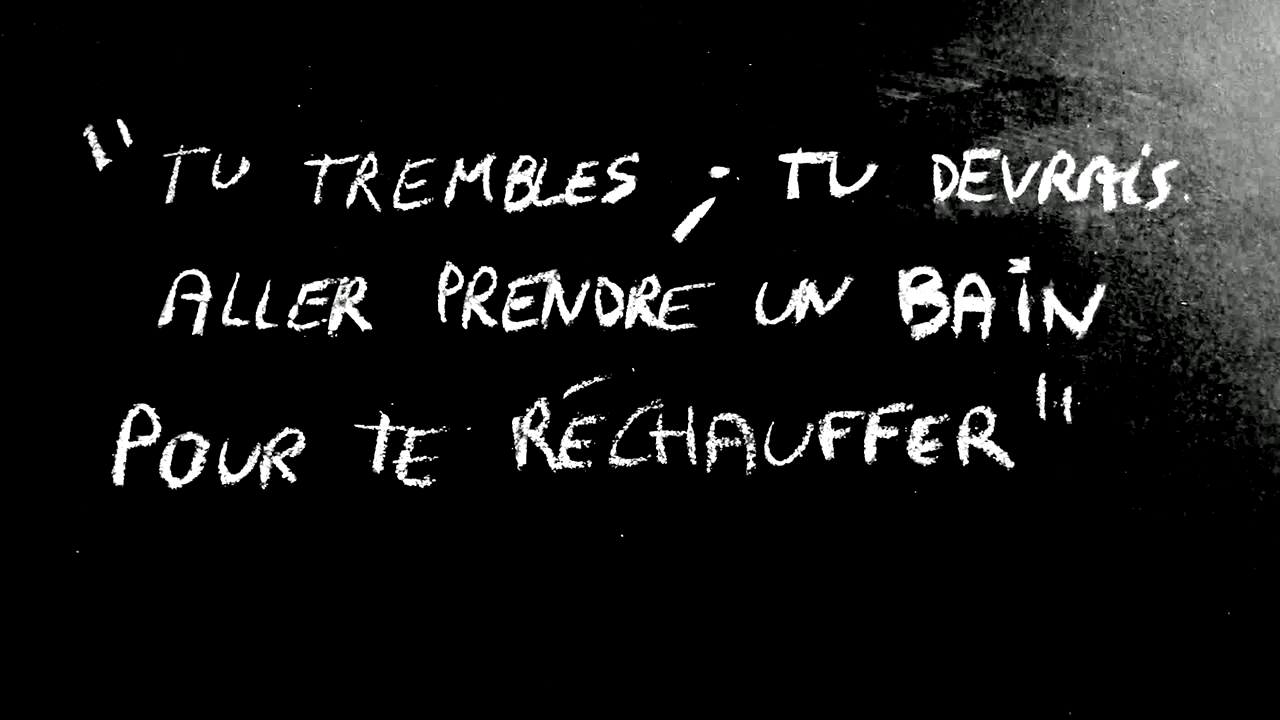 "TU TREMBLES ; TU DEVRAIS
ALLER PRENDRE UN BAIN
POUR TE RÉCHAUFFER"